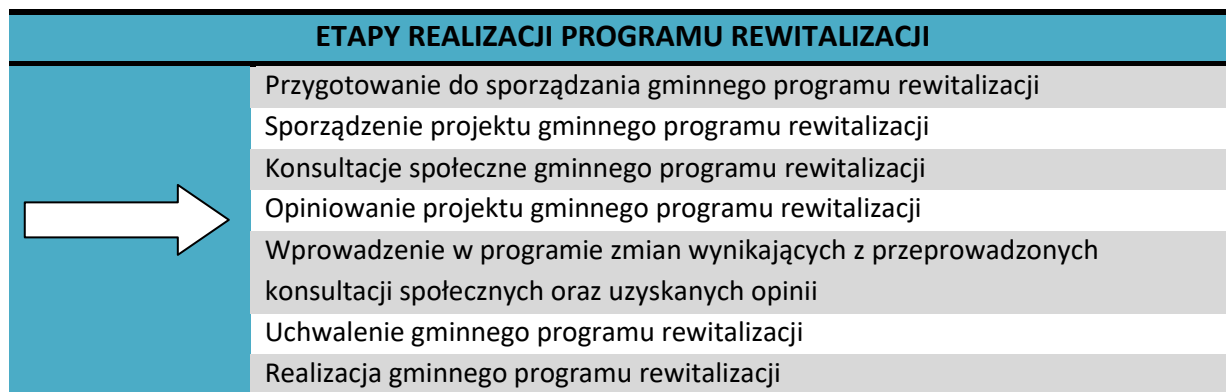 ETAPY REALIZACJI PROGRAMU REWITALIZACJI
Przygotowanie do sporządzania gminnego programu rewitalizacji
Sporządzenie projektu gminnego programu rewitalizacji
Konsultacje społeczne gminnego programu rewitalizacji
Opiniowanie projektu gminnego programu rewitalizacji
Wprowadzenie w programie zmian wynikających z przeprowadzonych
konsultacji społecznych oraz uzyskanych opinii
Uchwalenie gminnego programu rewitalizacji
Realizacja gminnego programu rewitalizacji